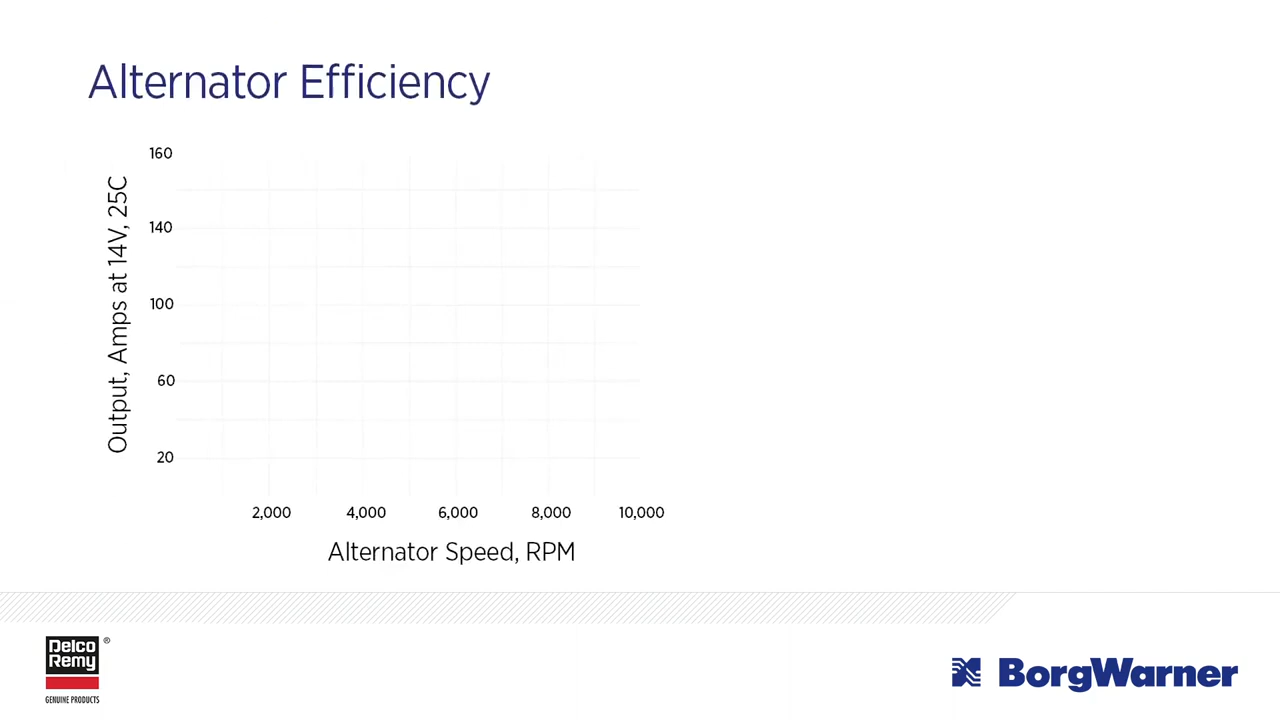 Alternator Efficiency
Output, Amps at 14V, 25C
160
140
100
60
20
2,000 4,000 6,000 8,000 10,000
Alternator Speed, RPM
Delco
Remy
®
GENUINE PRODUCTS
BorgWarner